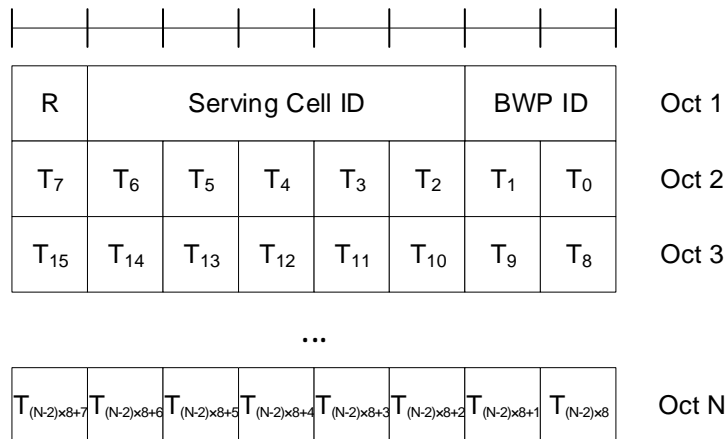 R Serving Cell ID BWP ID Oct 1
T₇ T₆ T₅ T₄ T₃ T₂ T₁ T₀ Oct 2
T₁₅ T₁₄ T₁₃ T₁₂ T₁₁ T₁₀ T₉ T₈ Oct 3
...
T₍N-2₎ₓ₈₊₇ T₍N-2₎ₓ₈₊₆ T₍N-2₎ₓ₈₊₅ T₍N-2₎ₓ₈₊₄ T₍N-2₎ₓ₈₊₃ T₍N-2₎ₓ₈₊₂ T₍N-2₎ₓ₈₊₁ T₍N-2₎ₓ₈ Oct N